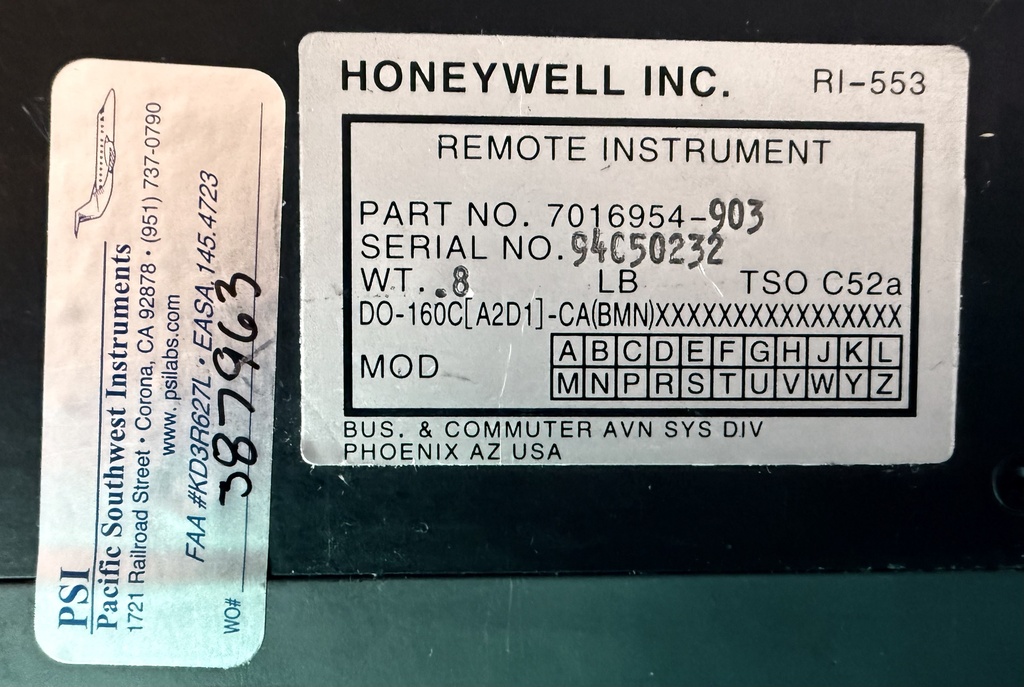 PSI
Pacific Southwest Instruments
1721 Railroad Street • Corona, CA 92878 • (951) 737-0790
www. psilabs.com
FAA #KD3R627L • EASA 145.4723
WO# 387963
HONEYWELL INC. RI-553
REMOTE INSTRUMENT
PART NO. 7016954-903
SERIAL NO. 94C50232
WT. .8 LB TSO C52a
DO-160C[A2D1]-CA(BMN)XXXXXXXXXXXXXXXX
MOD
A B C D E F G H J K L
M N P R S T U V W Y Z
BUS. & COMMUTER AVN SYS DIV
PHOENIX AZ USA